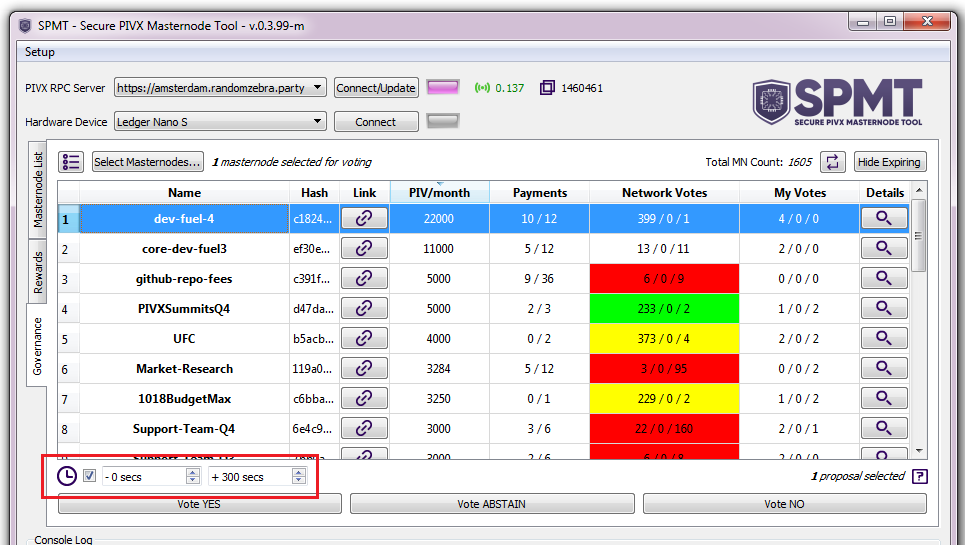 SPMT - Secure PIVX Masternode Tool - v.0.3.99-m
Setup
PIVX RPC Server https://amsterdam.randomzebra.party Connect/Update 0.137 1460461
Hardware Device Ledger Nano S Connect
SPMT
SECURE PIVX MASTERNODE TOOL
Masternode List
Rewards
Governance
Select Masternodes... 1 masternode selected for voting Total MN Count: 1605 Hide Expiring
Name Hash Link PIV/month Payments Network Votes My Votes Details
1 dev-fuel-4 c1824... 22000 10 / 12 399 / 0 / 1 4 / 0 / 0
2 core-dev-fuel3 ef30e... 11000 5 / 12 13 / 0 / 11 2 / 0 / 0
3 github-repo-fees c391f... 5000 9 / 36 6 / 0 / 9 0 / 0 / 0
4 PIVXSummitsQ4 d47da... 5000 2 / 3 233 / 0 / 2 1 / 0 / 2
5 UFC b5acb... 4000 0 / 2 373 / 0 / 4 2 / 0 / 2
6 Market-Research 119a0... 3284 5 / 12 3 / 0 / 95 0 / 0 / 2
7 1018BudgetMax c6bba... 3250 0 / 1 229 / 0 / 2 1 / 0 / 2
8 Support-Team-Q4 6e4c9... 3000 3 / 6 22 / 0 / 160 2 / 0 / 1
3000 2 / 6
- 0 secs + 300 secs 1 proposal selected ?
Vote YES Vote ABSTAIN Vote NO
Console Log